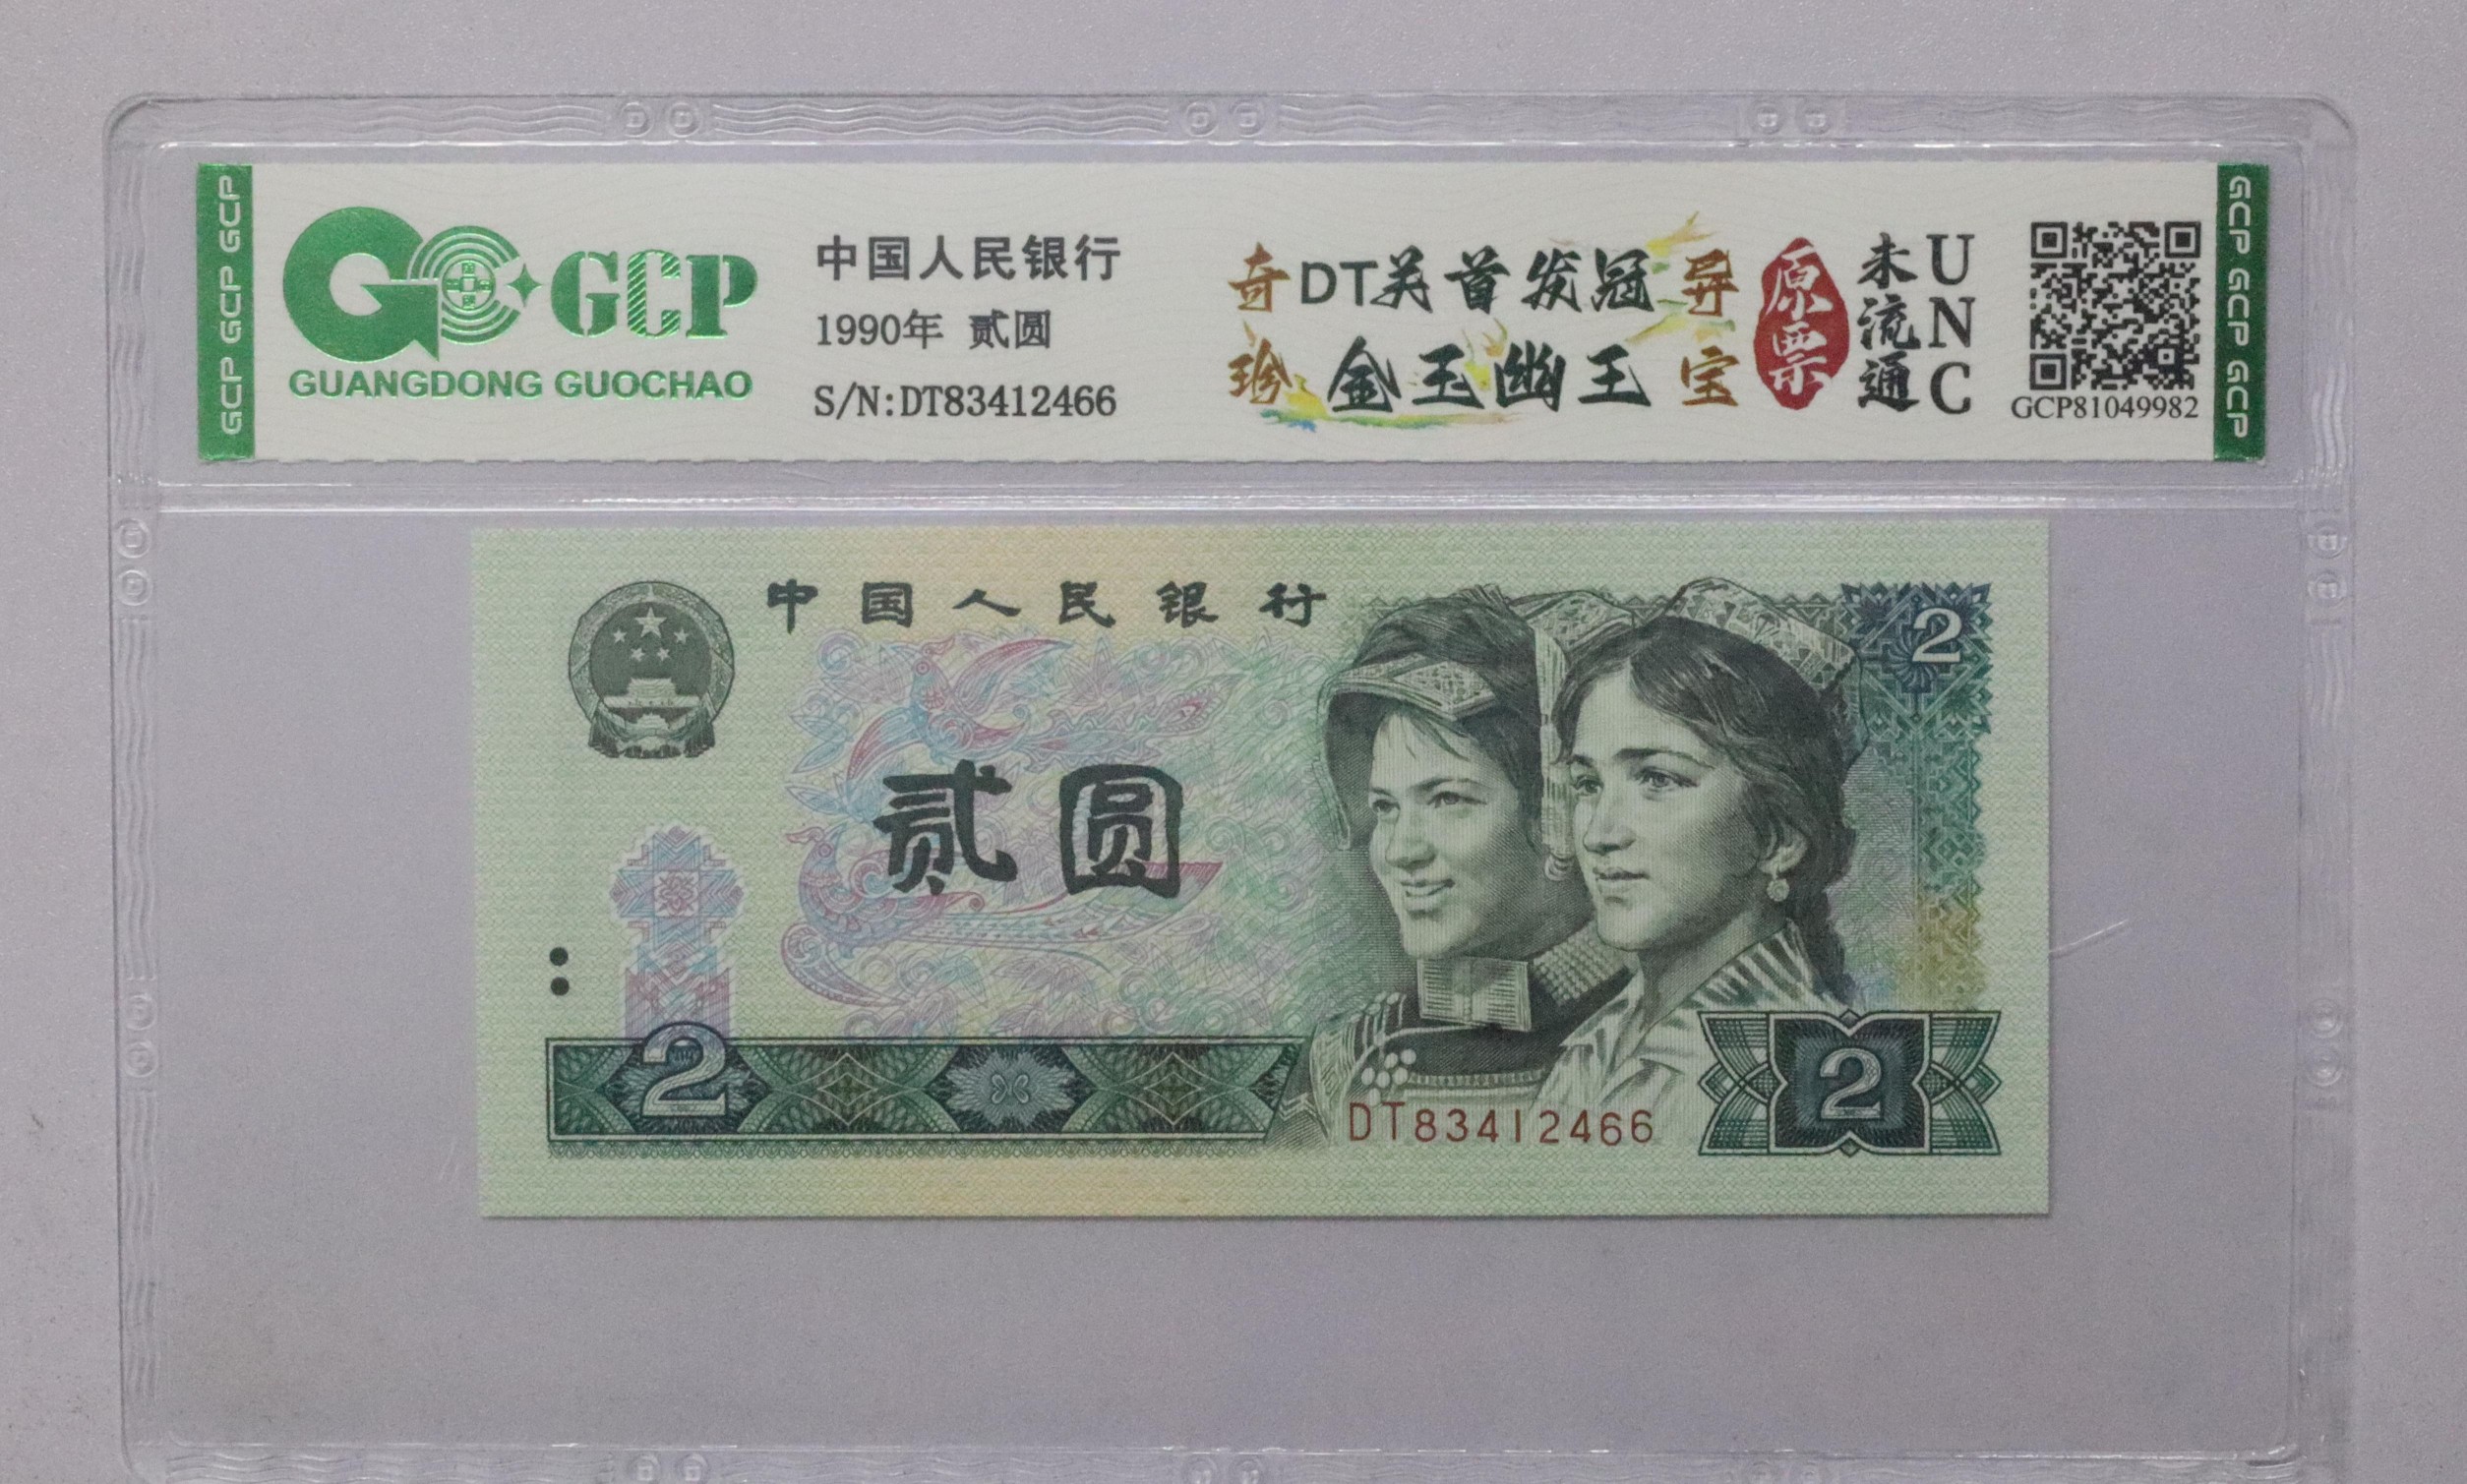 GCP GCP GCP
GCP
GUANGDONG GUOCHAO
中国人民银行
1990年 贰圆
S/N:DT83412466
奇珍
DT关首发冠
金玉幽王
异宝
原票
未流通
UNC
GCP81049982
GCP GCP GCP
中国人民银行
2
贰圆
2
DT83412466
2